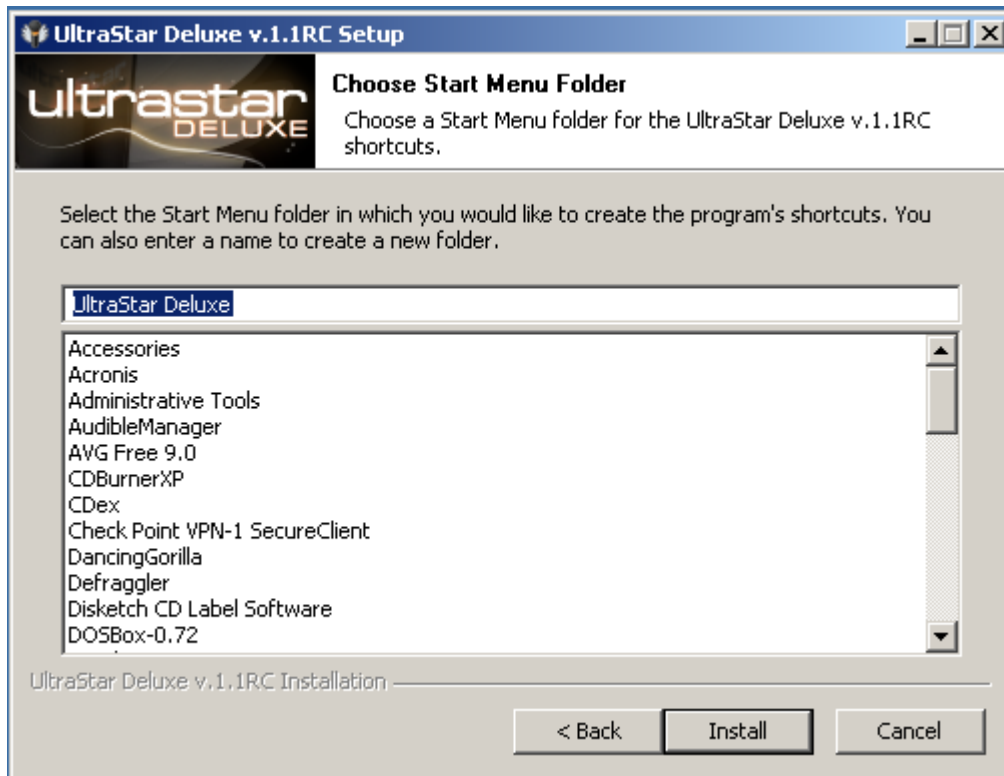 UltraStar Deluxe v.1.1RC Setup
ultrastar
DELUXE
Choose Start Menu Folder
Choose a Start Menu folder for the UltraStar Deluxe v.1.1RC
shortcuts.
Select the Start Menu folder in which you would like to create the program's shortcuts. You
can also enter a name to create a new folder.
UltraStar Deluxe
Accessories
Acronis
Administrative Tools
AudibleManager
AVG Free 9.0
CDBurnerXP
CDex
Check Point VPN-1 SecureClient
DancingGorilla
Defraggler
Disketch CD Label Software
DOSBox-0.72
UltraStar Deluxe v.1.1RC Installation
< Back
Install
Cancel